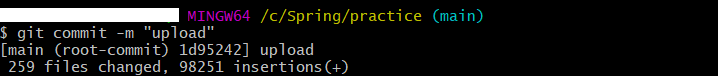 MINGW64 /c/Spring/practice (main)
$ git commit -m "upload"
[main (root-commit) 1d95242] upload
 259 files changed, 98251 insertions(+)